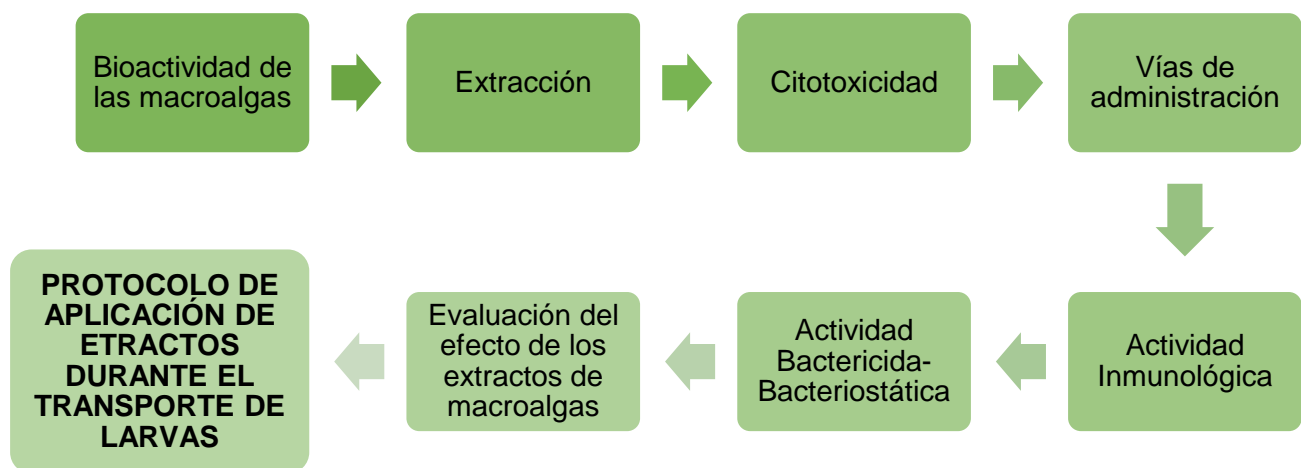 Bioactividad de
las macroalgas
Extracción
Citotoxicidad
Vías de
administración
Actividad
Inmunológica
Actividad
Bactericida-
Bacteriostática
Evaluación del
efecto de los
extractos de
macroalgas
PROTOCOLO DE
APLICACIÓN DE
ETRACTOS
DURANTE EL
TRANSPORTE DE
LARVAS